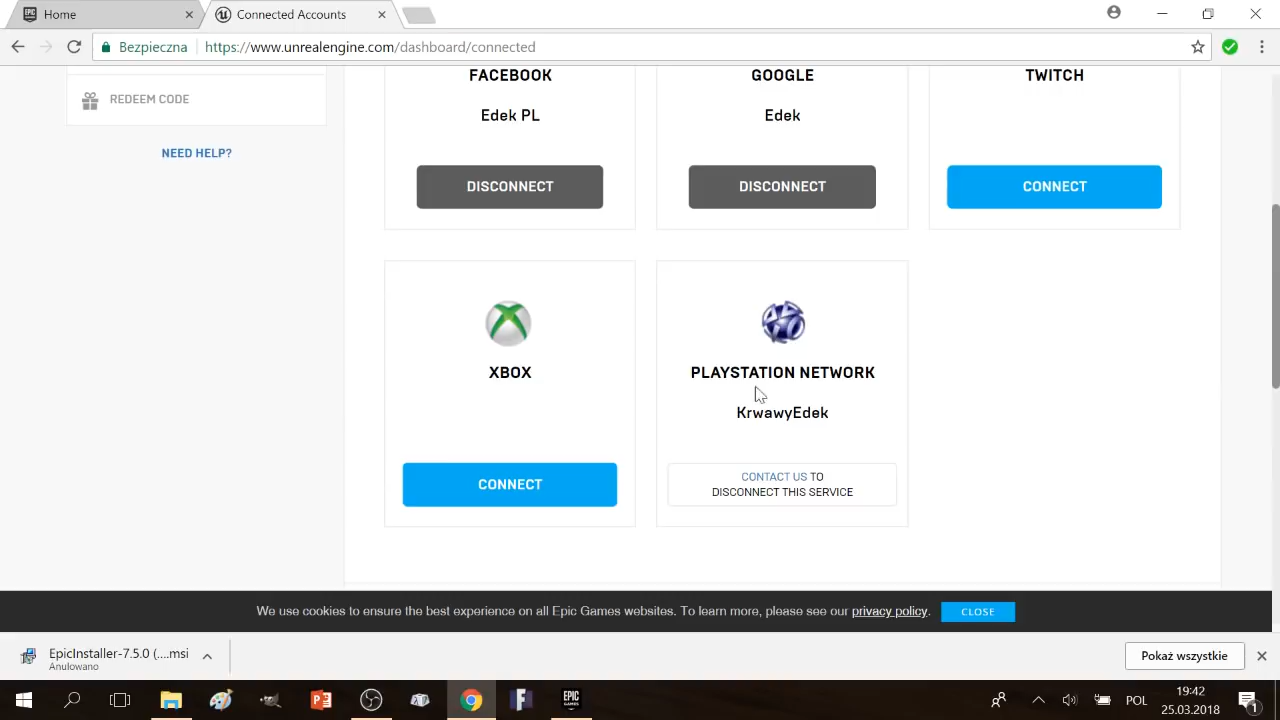 Home
Connected Accounts
Bezpieczna
https://www.unrealengine.com/dashboard/connected
REDEEM CODE
NEED HELP?
FACEBOOK
GOOGLE
TWITCH
Edek PL
Edek
DISCONNECT
DISCONNECT
CONNECT
XBOX
PLAYSTATION NETWORK
KrwawyEdek
CONNECT
CONTACT US TO
DISCONNECT THIS SERVICE
We use cookies to ensure the best experience on all Epic Games websites. To learn more, please see our privacy policy.
CLOSE
EpicInstaller-7.5.0 (....msi
Anulowano
Pokaż wszystkie
EPIC
GAMES
POL
19:42
25.03.2018
1